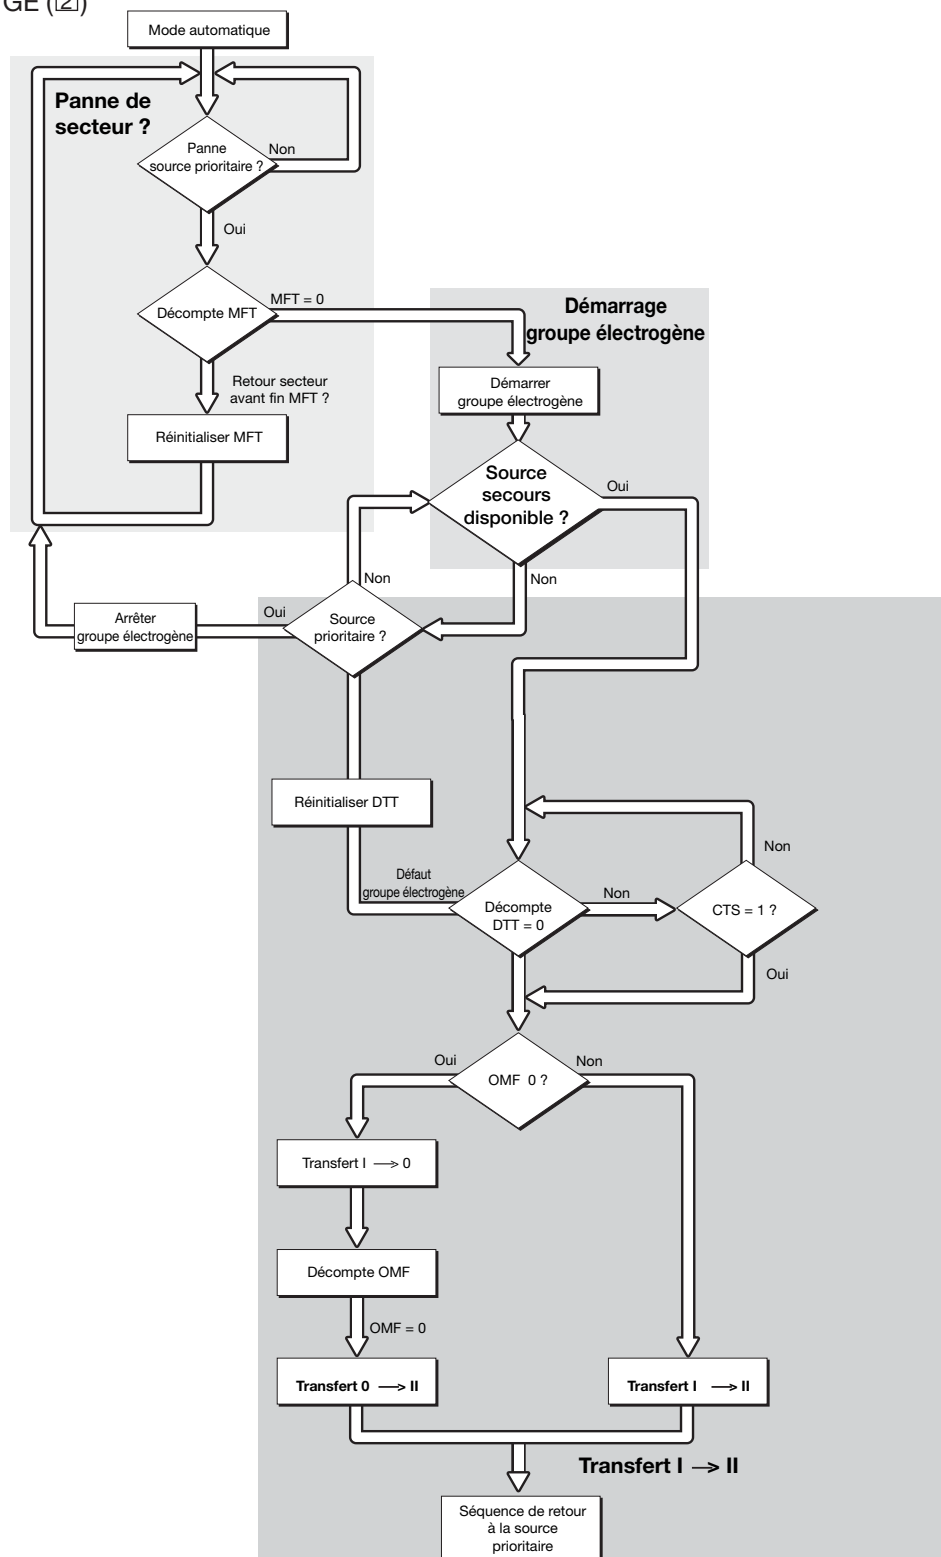 GE (2)
Mode automatique
Panne de
secteur ?
Panne
source prioritaire ?
Non
Oui
Décompte MFT
MFT = 0
Démarrage
groupe électrogène
Retour secteur
avant fin MFT ?
Démarrer
groupe électrogène
Réinitialiser MFT
Source
secours
disponible ?
Oui
Non
Non
Oui
Source
prioritaire ?
Arrêter
groupe électrogène
Réinitialiser DTT
Défaut
groupe électrogène
Décompte
DTT = 0
Non
CTS = 1 ?
Non
Oui
Oui
OMF 0 ?
Non
Transfert I —> 0
Décompte OMF
OMF = 0
Transfert 0 —> II
Transfert I —> II
Transfert I —> II
Séquence de retour
à la source
prioritaire